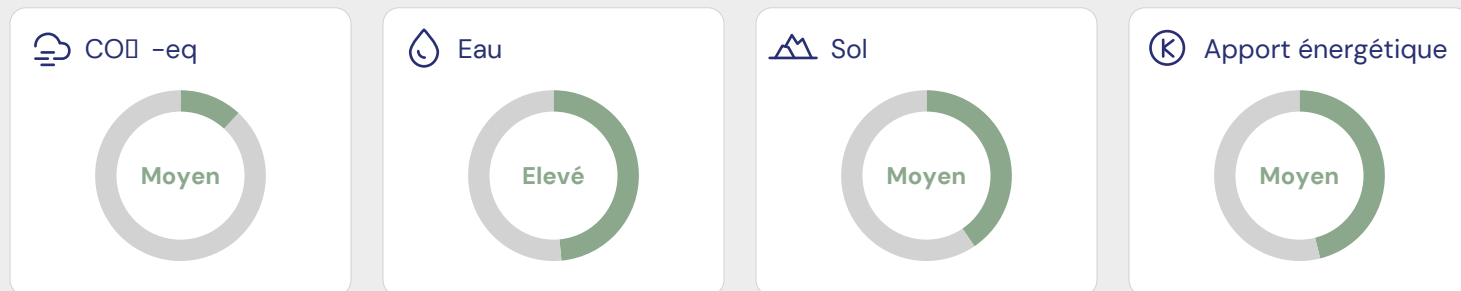 CO▯ -eq
Eau
Sol
Apport énergétique
Moyen
Elevé
Moyen
Moyen